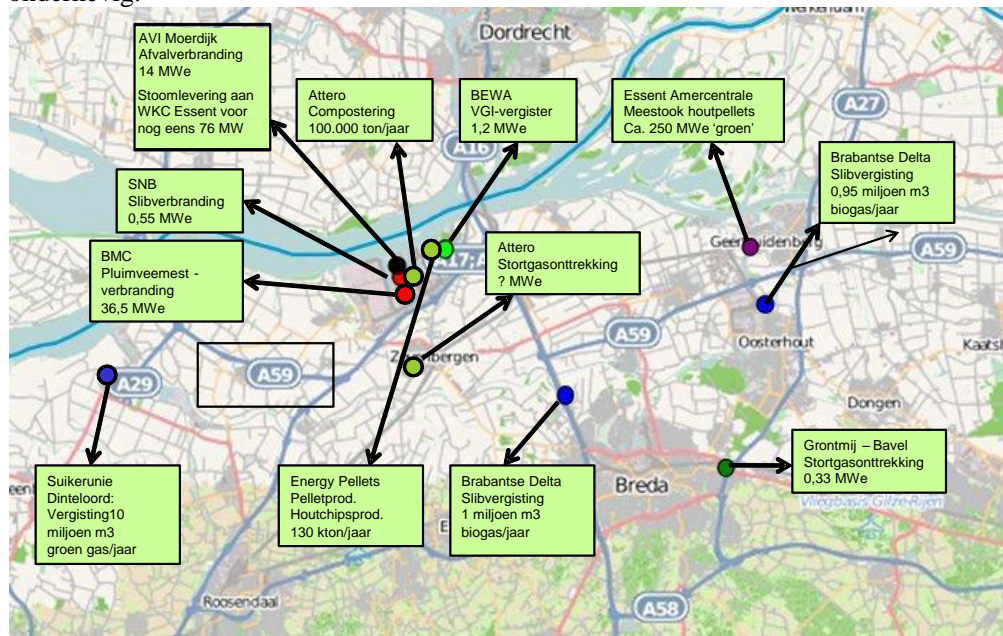 Dordrecht
AVI Moerdijk
Afvalverbranding
14 MWe
Stoomlevering aan
WKC Essent voor
nog eens 76 MW
Attero
Compostering
100.000 ton/jaar
BEWA
VGI-vergister
1,2 MWe
Essent Amercentrale
Meestook houtpellets
Ca. 250 MWe ‘groen’
A27
A16
Brabantse Delta
Slibvergisting
0,95 miljoen m3
biogas/jaar
SNB
Slibverbranding
0,55 MWe
BMC
Pluimveemest -
verbranding
36,5 MWe
A17;A
Attero
Stortgasonttrekking
? MWe
A59
A59
Oosterhout
A29
A59
Dongen
Suikerunie
Dinteloord:
Vergisting10
miljoen m3
groen gas/jaar
Energy Pellets
Pelletprod.
Houtchipsprod.
130 kton/jaar
Brabantse Delta
Slibvergisting
1 miljoen m3
biogas/jaar
Breda
Grontmij – Bavel
Stortgasonttrekking
0,33 MWe
Vliegbasis Gilze-Rijen
Roosendaal
A58